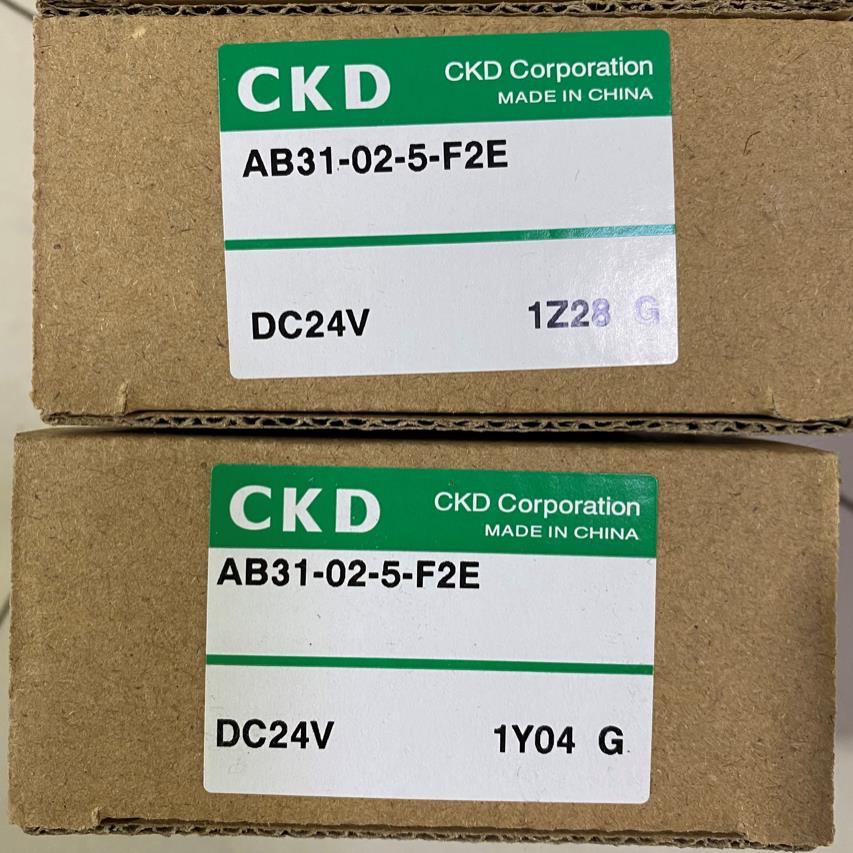 CKD CKD Corporation
MADE IN CHINA
AB31-02-5-F2E
DC24V 1Z28 G
CKD CKD Corporation
MADE IN CHINA
AB31-02-5-F2E
DC24V 1Y04 G